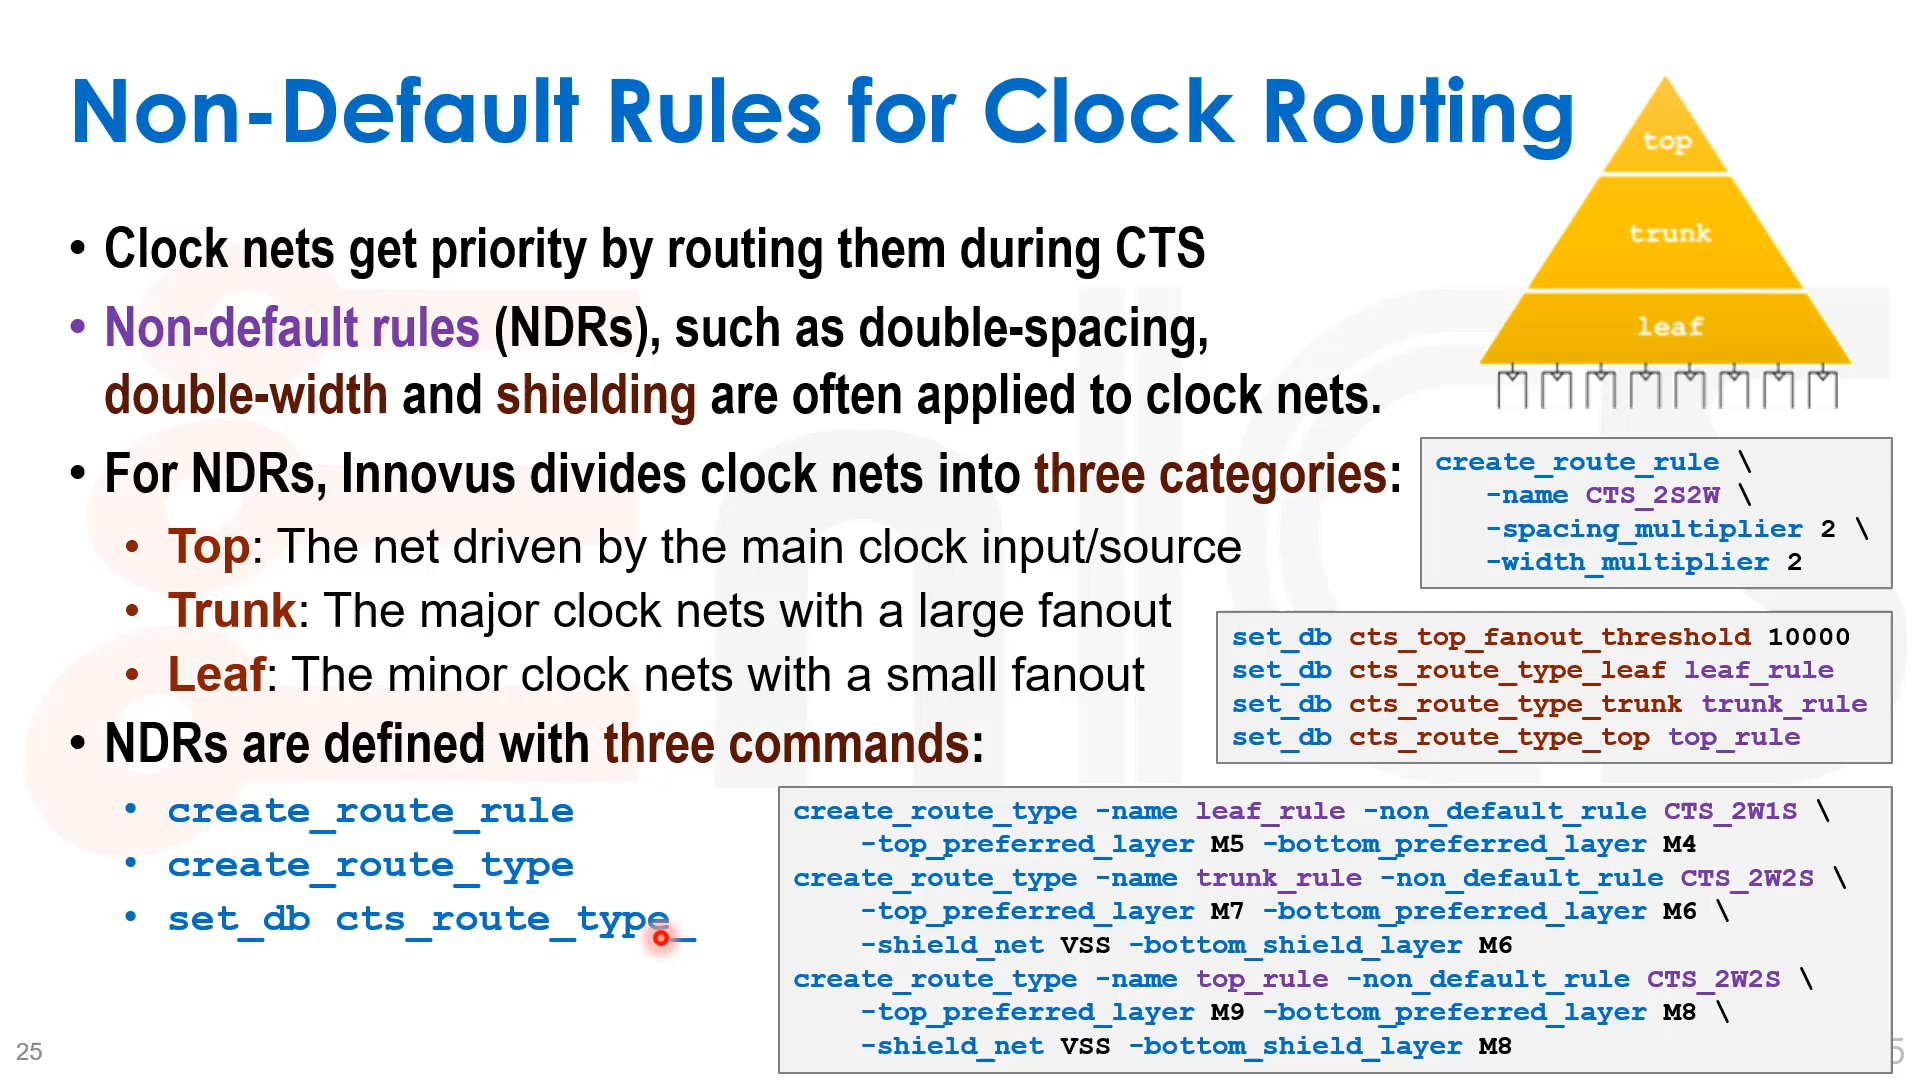 Non-Default Rules for Clock Routing
top
trunk
leaf
• Clock nets get priority by routing them during CTS
• Non-default rules (NDRs), such as double-spacing,
double-width and shielding are often applied to clock nets.
• For NDRs, Innovus divides clock nets into three categories:
• Top: The net driven by the main clock input/source
• Trunk: The major clock nets with a large fanout
• Leaf: The minor clock nets with a small fanout
• NDRs are defined with three commands:
• create_route_rule
• create_route_type
• set_db cts_route_type_
create_route_rule \
-name CTS_2S2W \
-spacing_multiplier 2 \
-width_multiplier 2
set_db cts_top_fanout_threshold 10000
set_db cts_route_type_leaf leaf_rule
set_db cts_route_type_trunk trunk_rule
set_db cts_route_type_top top_rule
create_route_type -name leaf_rule -non_default_rule CTS_2W1S \
-top_preferred_layer M5 -bottom_preferred_layer M4
create_route_type -name trunk_rule -non_default_rule CTS_2W2S \
-top_preferred_layer M7 -bottom_preferred_layer M6 \
-shield_net VSS -bottom_shield_layer M6
create_route_type -name top_rule -non_default_rule CTS_2W2S \
-top_preferred_layer M9 -bottom_preferred_layer M8 \
-shield_net VSS -bottom_shield_layer M8
25